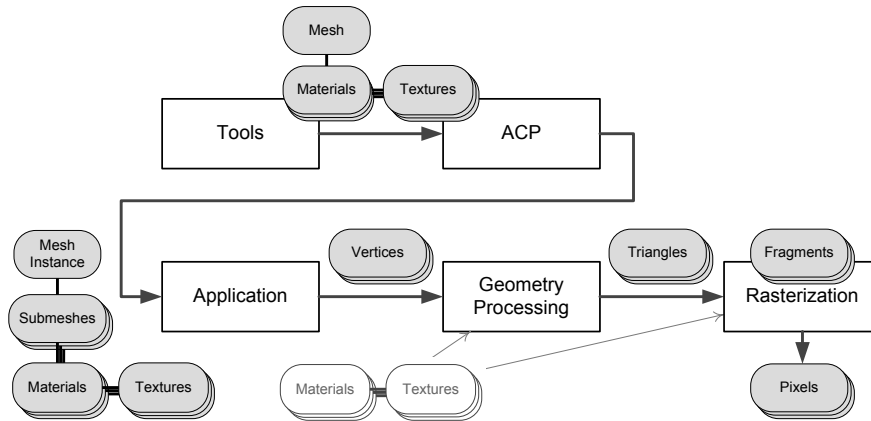 Mesh
Materials
Textures
Tools
ACP
Mesh
Instance
Vertices
Triangles
Fragments
Application
Geometry
Processing
Rasterization
Submeshes
Materials
Textures
Materials
Textures
Pixels